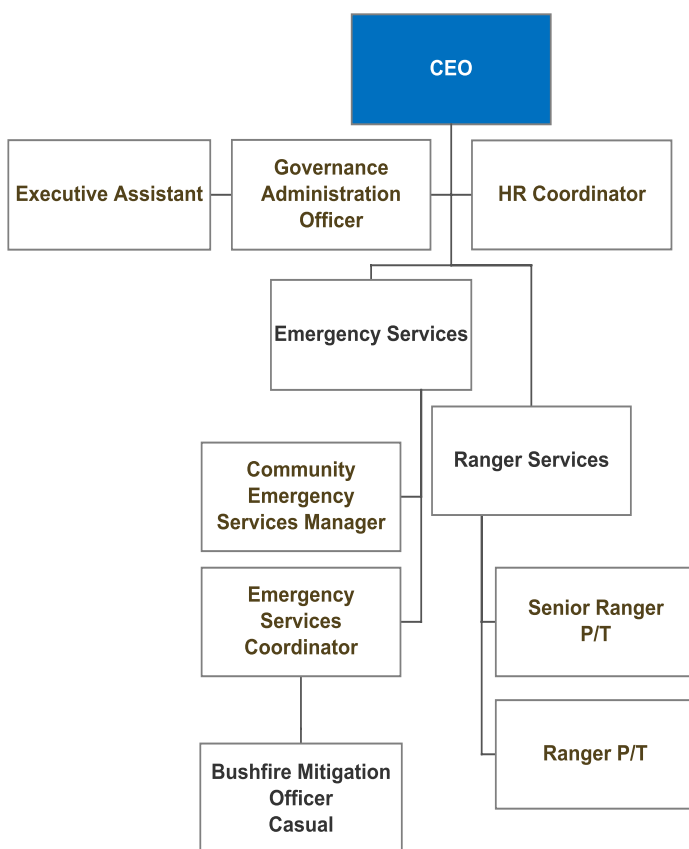 CEO
Executive Assistant
Governance
Administration
Officer
HR Coordinator
Emergency Services
Ranger Services
Community
Emergency
Services Manager
Emergency
Services
Coordinator
Senior Ranger
P/T
Ranger P/T
Bushfire Mitigation
Officer
Casual